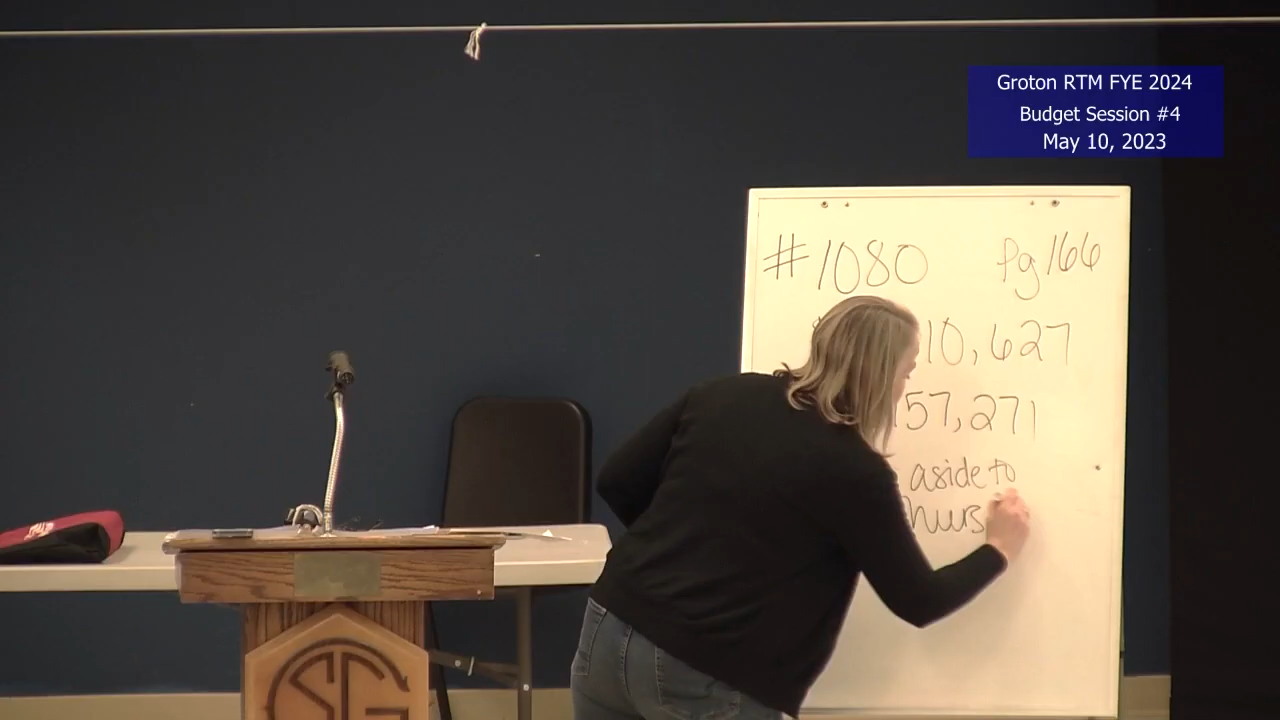 Groton RTM FYE 2024
Budget Session #4
May 10, 2023
#1080 Pg 166
10,627
57,271
aside to
SG